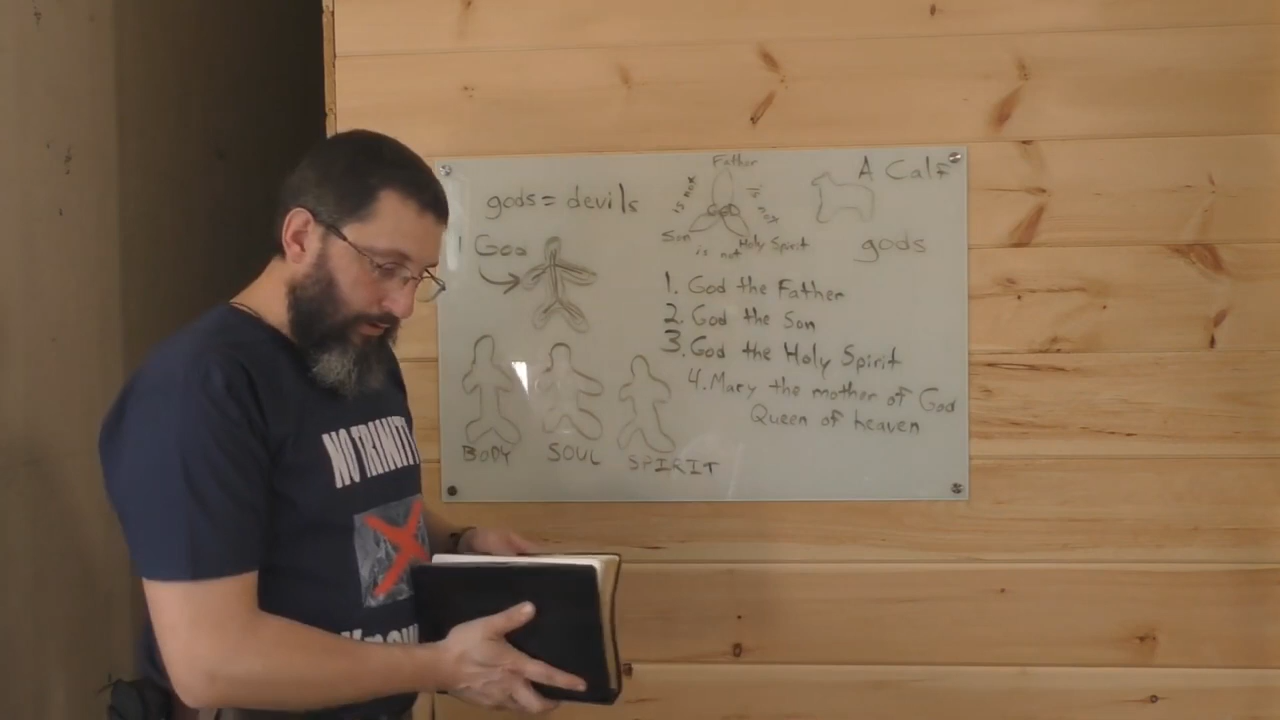 gods = devils
1 God
BODY SOUL SPIRIT
Father
is not
is not
God
Son
is not
Holy Spirit
A Calf
gods
1. God the Father
2. God the Son
3. God the Holy Spirit
4. Mary the mother of God
Queen of heaven
NO TRINITY